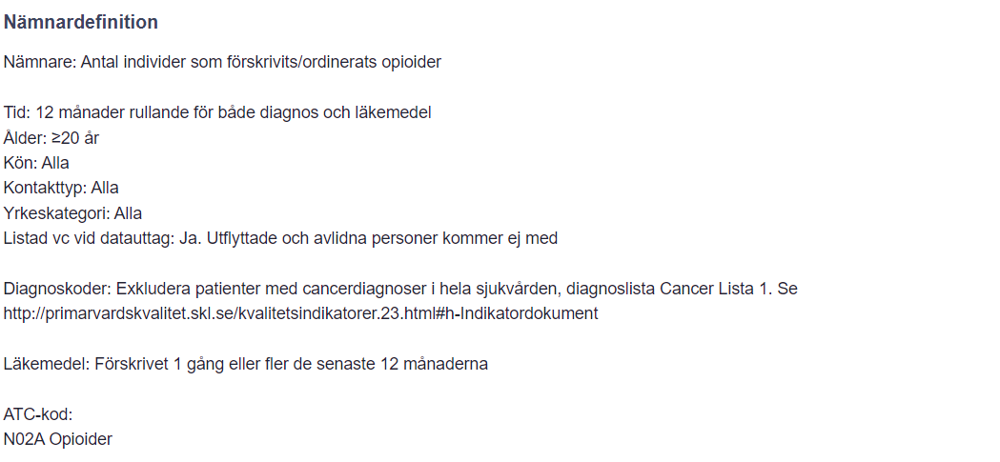 Nämnardefinition
Nämnare: Antal individer som förskrivits/ordinerats opioider
Tid: 12 månader rullande för både diagnos och läkemedel
Ålder: ≥20 år
Kön: Alla
Kontakttyp: Alla
Yrkeskategori: Alla
Listad vc vid datauttag: Ja. Utflyttade och avlidna personer kommer ej med
Diagnoskoder: Exkludera patienter med cancerdiagnoser i hela sjukvården, diagnoslista Cancer Lista 1. Se
http://primarvardskvalitet.skl.se/kvalitetsindikatorer.23.html#h-Indikatordokument
Läkemedel: Förskrivet 1 gång eller fler de senaste 12 månaderna
ATC-kod:
N02A Opioider